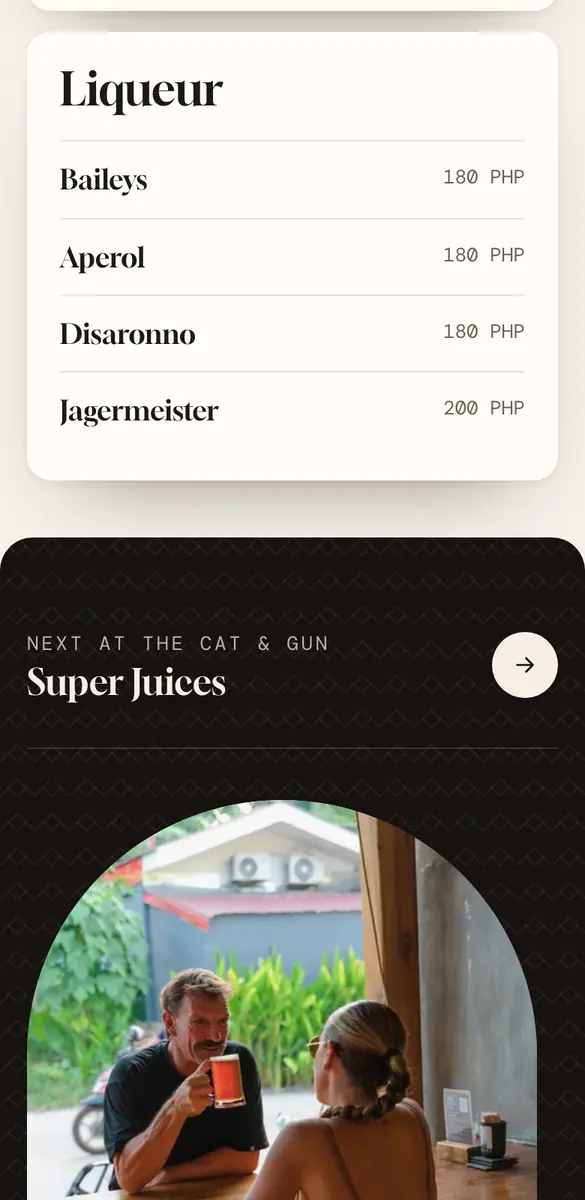 Liqueur
Baileys 180 PHP
Aperol 180 PHP
Disaronno 180 PHP
Jagermeister 200 PHP
NEXT AT THE CAT & GUN
Super Juices